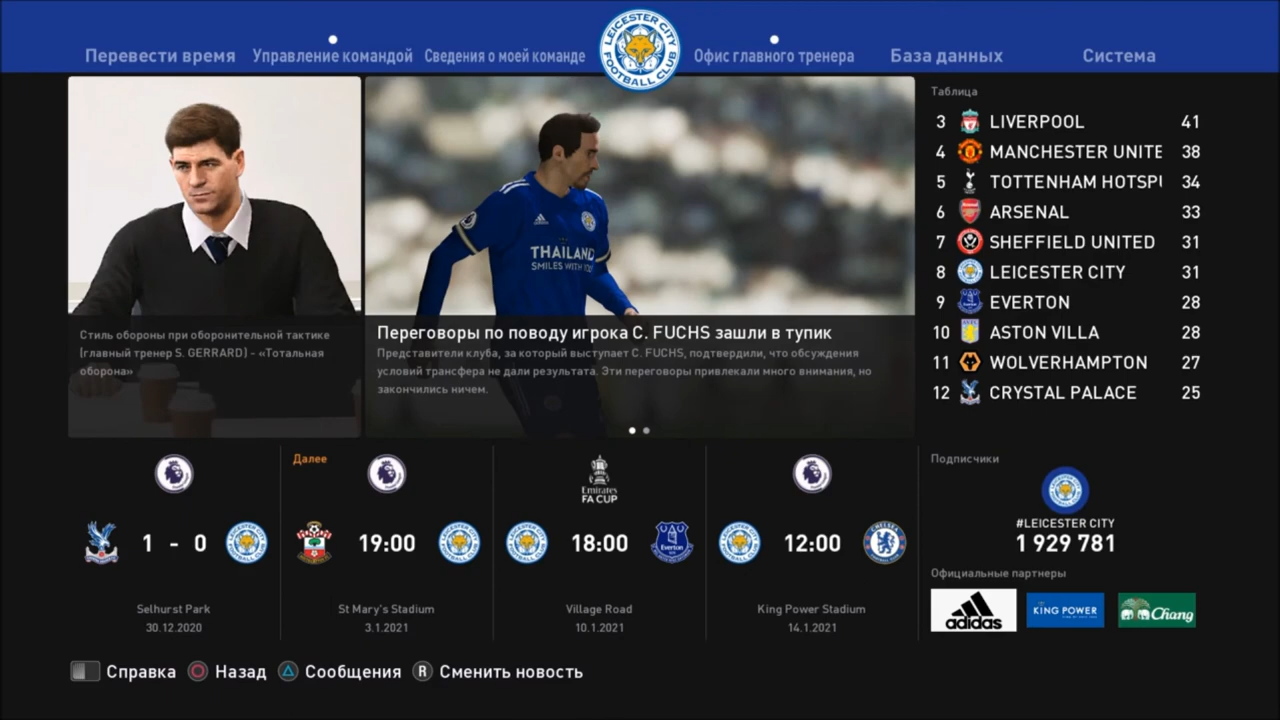 Перевести время
Управление командой
Сведения о моей команде
LEICESTER CITY
FOOTBALL CLUB
Офис главного тренера
База данных
Система
Стиль обороны при оборонительной тактике
(главный тренер S. GERRARD) - «Тотальная
оборона»
adidas
THAILAND
SMILES WITH YOU
Переговоры по поводу игрока C. FUCHS зашли в тупик
Представители клуба, за который выступает C. FUCHS, подтвердили, что обсуждения
условий трансфера не дали результата. Эти переговоры привлекали много внимания, но
закончились ничем.
Таблица
3 LIVERPOOL 41
4 MANCHESTER UNITE 38
5 TOTTENHAM HOTSPU 34
6 ARSENAL 33
7 SHEFFIELD UNITED 31
8 LEICESTER CITY 31
9 EVERTON 28
10 ASTON VILLA 28
11 WOLVERHAMPTON 27
12 CRYSTAL PALACE 25
1 - 0
Selhurst Park
30.12.2020
Далее
19:00
St Mary's Stadium
3.1.2021
Emirates
FA CUP
18:00
Everton
Village Road
10.1.2021
12:00
King Power Stadium
14.1.2021
Подписчики
#LEICESTER CITY
1 929 781
Официальные партнеры
adidas
KING POWER
Chang
Справка
Назад
Сообщения
R Сменить новость